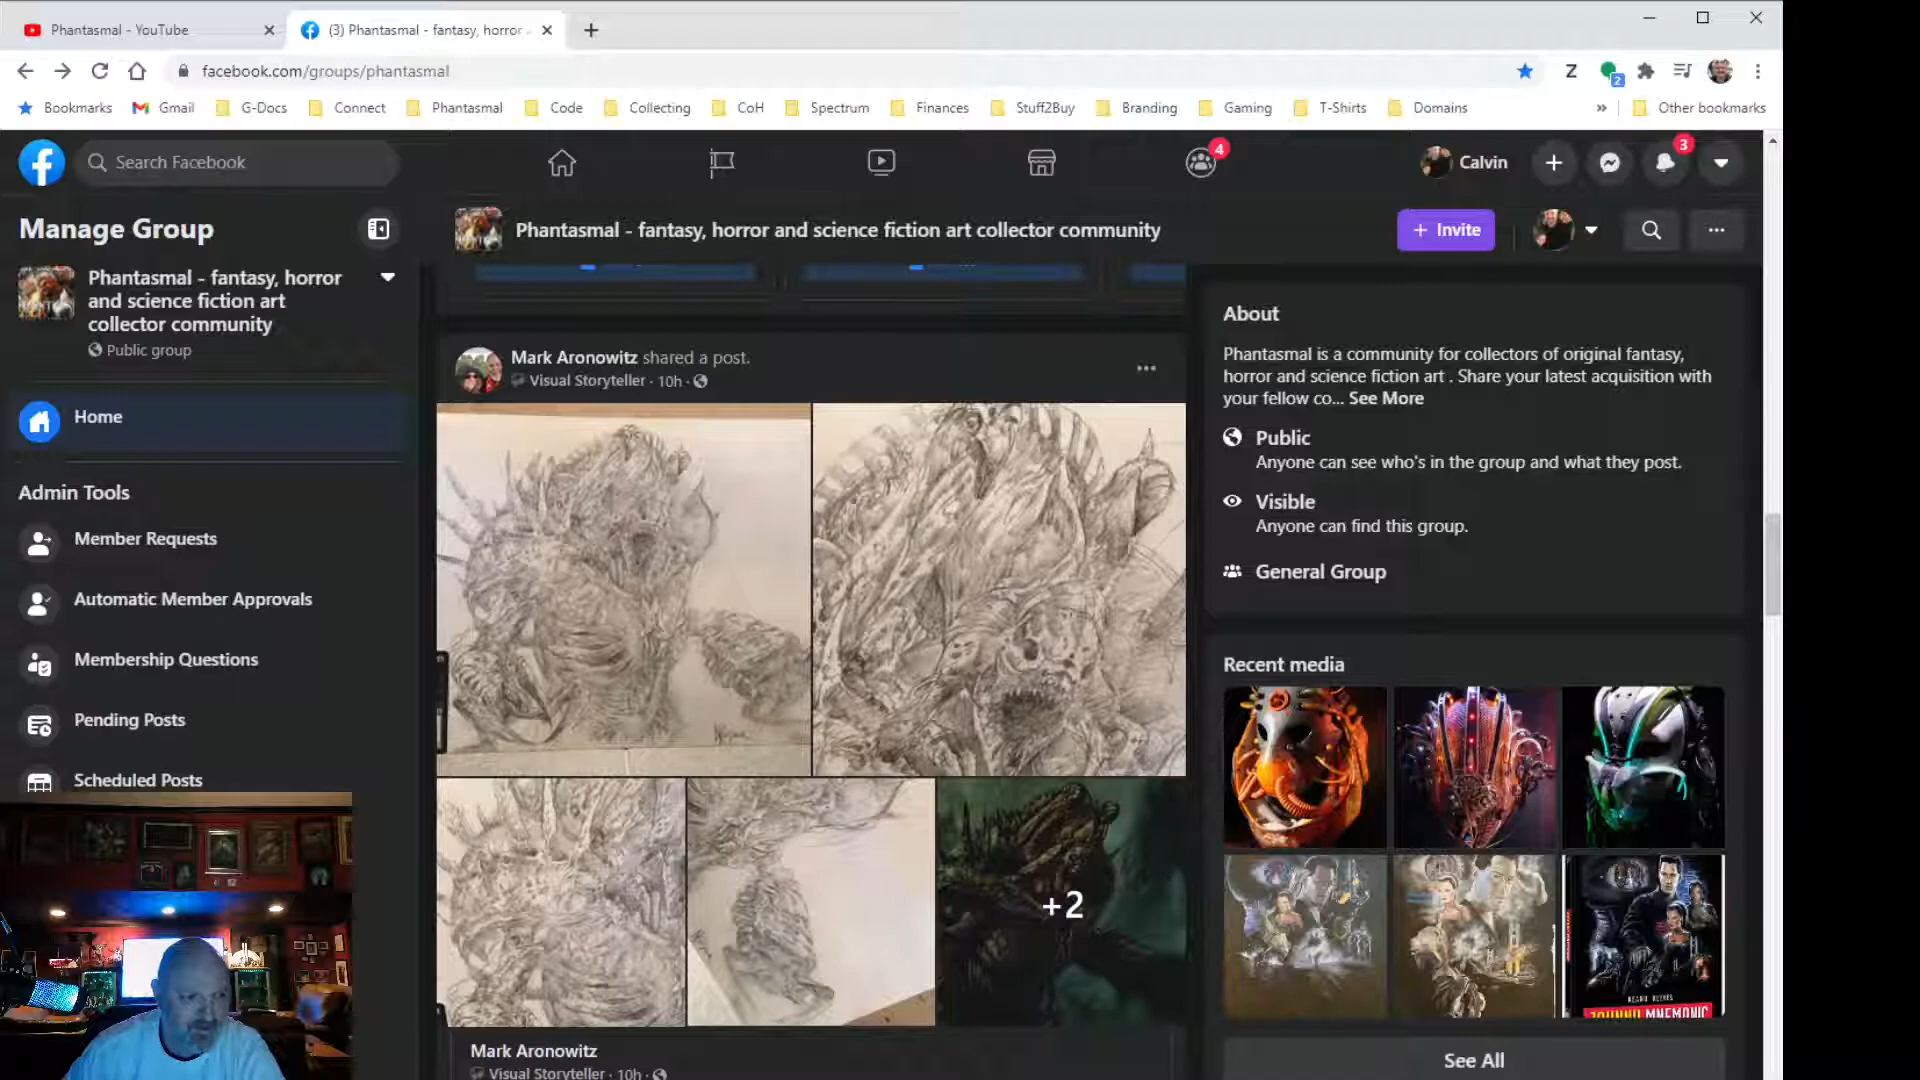 Phantasmal - YouTube
(3) Phantasmal - fantasy, horror
facebook.com/groups/phantasmal
Z
2
Bookmarks
Gmail
G-Docs
Connect
Phantasmal
Code
Collecting
CoH
Spectrum
Finances
Stuff2Buy
Branding
Gaming
T-Shirts
Domains
»
Other bookmarks
Search Facebook
4
Calvin
3
Manage Group
Phantasmal - fantasy, horror and science fiction art collector community
+ Invite
Phantasmal - fantasy, horror
and science fiction art
collector community
Public group
Home
Admin Tools
Member Requests
Automatic Member Approvals
Membership Questions
Pending Posts
Scheduled Posts
Mark Aronowitz shared a post.
Visual Storyteller · 10h ·
+2
Mark Aronowitz
Visual Storyteller · 10h ·
About
Phantasmal is a community for collectors of original fantasy,
horror and science fiction art . Share your latest acquisition with
your fellow co... See More
Public
Anyone can see who's in the group and what they post.
Visible
Anyone can find this group.
General Group
Recent media
KEANU REEVES
JOHNNY MNEMONIC
See All